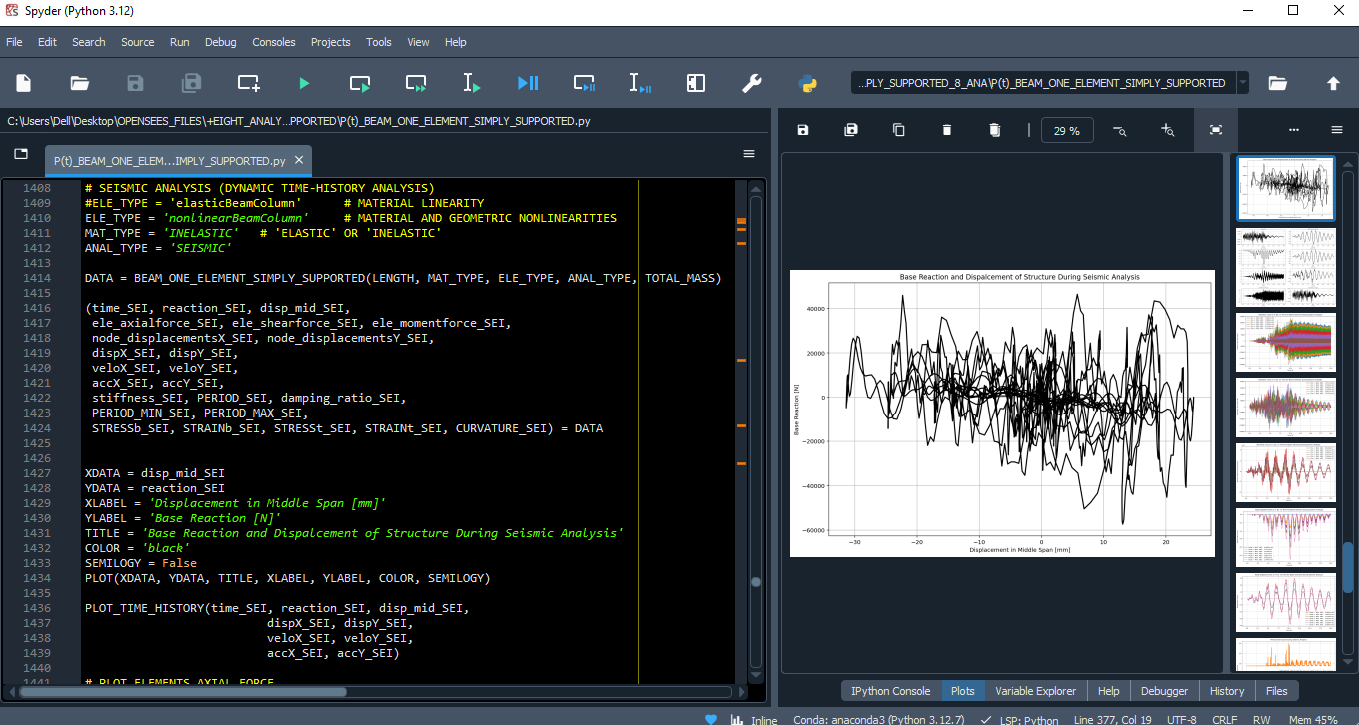 Spyder (Python 3.12)
File Edit Search Source Run Debug Consoles Projects Tools View Help
...PLY_SUPPORTED_8_ANA\P(t)_BEAM_ONE_ELEMENT_SIMPLY_SUPPORTED
C:\Users\Dell\Desktop\OPENSEES_FILES\+EIGHT_ANALY...PPORTED\P(t)_BEAM_ONE_ELEMENT_SIMPLY_SUPPORTED.py
P(t)_BEAM_ONE_ELEM...IMPLY_SUPPORTED.py
1408 # SEISMIC ANALYSIS (DYNAMIC TIME-HISTORY ANALYSIS)
1409 #ELE_TYPE = 'elasticBeamColumn' # MATERIAL LINEARITY
1410 ELE_TYPE = 'nonlinearBeamColumn' # MATERIAL AND GEOMETRIC NONLINEARITIES
1411 MAT_TYPE = 'INELASTIC' # 'ELASTIC' OR 'INELASTIC'
1412 ANAL_TYPE = 'SEISMIC'
1413
1414 DATA = BEAM_ONE_ELEMENT_SIMPLY_SUPPORTED(LENGTH, MAT_TYPE, ELE_TYPE, ANAL_TYPE, TOTAL_MASS)
1415
1416 (time_SEI, reaction_SEI, disp_mid_SEI,
1417 ele_axialforce_SEI, ele_shearforce_SEI, ele_momentforce_SEI,
1418 node_displacementsX_SEI, node_displacementsY_SEI,
1419 dispX_SEI, dispY_SEI,
1420 veloX_SEI, veloY_SEI,
1421 accX_SEI, accY_SEI,
1422 stiffness_SEI, PERIOD_SEI, damping_ratio_SEI,
1423 PERIOD_MIN_SEI, PERIOD_MAX_SEI,
1424 STRESSb_SEI, STRAINb_SEI, STRESSt_SEI, STRAINt_SEI, CURVATURE_SEI) = DATA
1425
1426
1427 XDATA = disp_mid_SEI
1428 YDATA = reaction_SEI
1429 XLABEL = 'Displacement in Middle Span [mm]'
1430 YLABEL = 'Base Reaction [N]'
1431 TITLE = 'Base Reaction and Dispalcement of Structure During Seismic Analysis'
1432 COLOR = 'black'
1433 SEMILOGY = False
1434 PLOT(XDATA, YDATA, TITLE, XLABEL, YLABEL, COLOR, SEMILOGY)
1435
1436 PLOT_TIME_HISTORY(time_SEI, reaction_SEI, disp_mid_SEI,
1437 dispX_SEI, dispY_SEI,
1438 veloX_SEI, veloY_SEI,
1439 accX_SEI, accY_SEI)
1440
1441 # PLOT ELEMENTS AXIAL FORCE
29 %
Base Reaction and Dispalcement of Structure During Seismic Analysis
Base Reaction [N]
40000
20000
0
−20000
−40000
−60000
−30 −20 −10 0 10 20
Displacement in Middle Span [mm]
IPython Console Plots Variable Explorer Help Debugger History Files
Inline Conda: anaconda3 (Python 3.12.7) LSP: Python Line 377, Col 19 UTF-8 CRLF RW Mem 45%